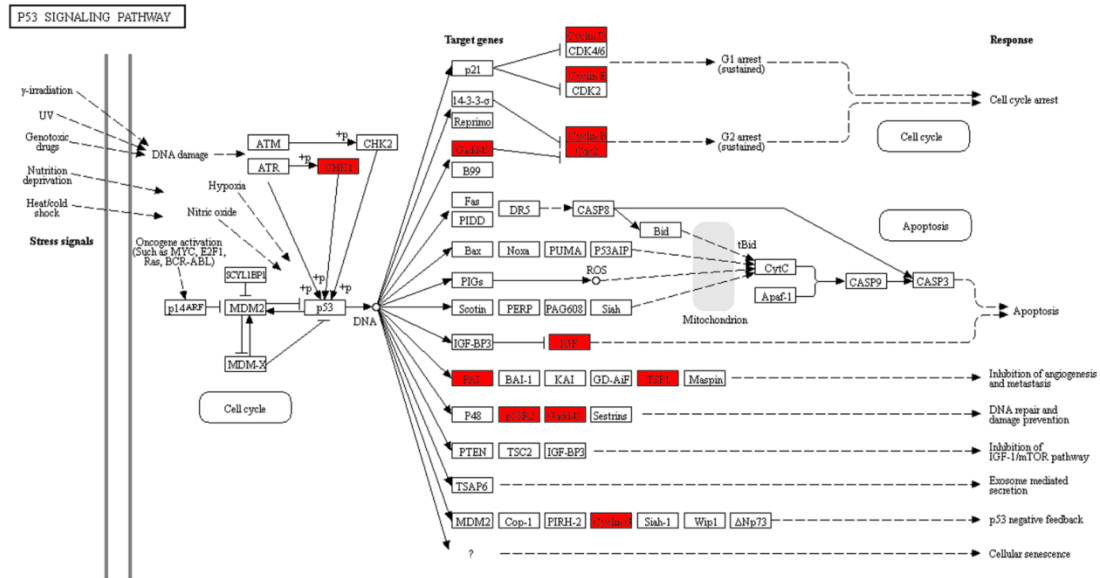 P53 SIGNALING PATHWAY
Target genes
Response
Cyclin D
CDK4/6
p21
G1 arrest
(sustained)
Cyclin E
CDK2
γ-irradiation
UV
Genotoxic
drugs
Nutrition
deprivation
Heat/cold
shock
Stress signals
DNA damage
ATM
+p
CHK2
ATR
+p
CHK1
Hypoxia
Nitric oxide
Oncogene activation
(Such as MYC, E2F1,
Ras, BCR-ABL)
SCYL1BP1
+p
+p
+p
p14ARF
MDM2
p53
DNA
MDM-X
Cell cycle
14-3-3-σ
Reprimo
Gadd45
B99
Cyclin B
Cdc2
G2 arrest
(sustained)
Cell cycle arrest
Cell cycle
Fas
PIDD
DR5
CASP8
Bid
tBid
Apoptosis
Bax
Noxa
PUMA
P53AIP
CytC
PIGs
ROS
Apaf-1
CASP9
CASP3
Scotin
PERP
PAG608
Siah
Mitochondrion
Apoptosis
IGF-BP3
IGF
PAI
BAI-1
KAI
GD-AiF
TSP1
Maspin
Inhibition of angiogenesis
and metastasis
P48
p53R2
Gadd45
Sestrins
DNA repair and
damage prevention
PTEN
TSC2
IGF-BP3
Inhibition of
IGF-1/mTOR pathway
TSAP6
Exosome mediated
secretion
MDM2
Cop-1
PIRH-2
Cyclin G
Siah-1
Wip1
ΔNp73
p53 negative feedback
?
Cellular senescence